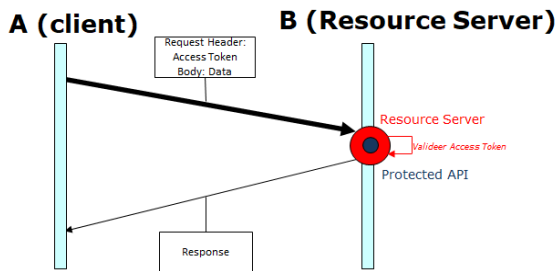 A (client)
B (Resource Server)
Request Header:
Access Token
Body: Data
Resource Server
Valideer Access Token
Protected API
Response